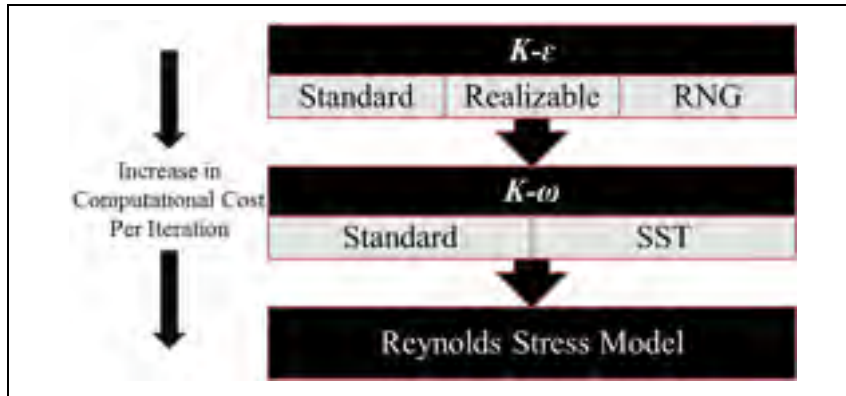 K-ε
Standard Realizable RNG
Increase in
Computational Cost
Per Iteration
K-ω
Standard SST
Reynolds Stress Model